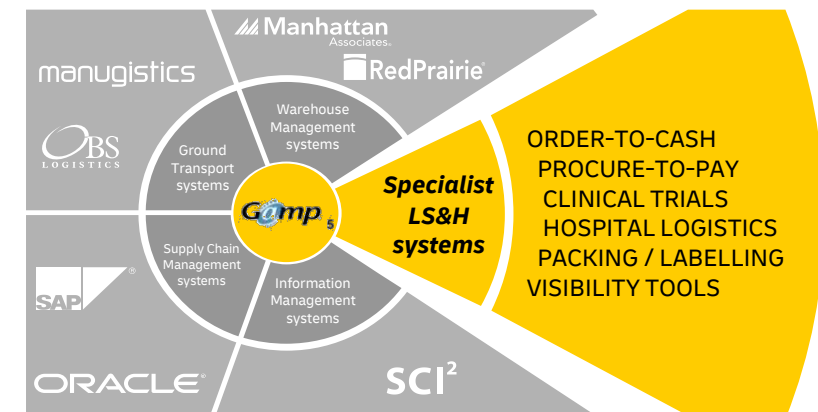 Manhattan
Associates.
RedPrairie
manugistics
OBS
LOGISTICS
Warehouse
Management
systems
Ground
Transport
systems
Gamp 5
Specialist
LS&H
systems
ORDER-TO-CASH
PROCURE-TO-PAY
CLINICAL TRIALS
HOSPITAL LOGISTICS
PACKING / LABELLING
VISIBILITY TOOLS
Supply Chain
Management
systems
Information
Management
systems
SAP®
ORACLE®
SCI²